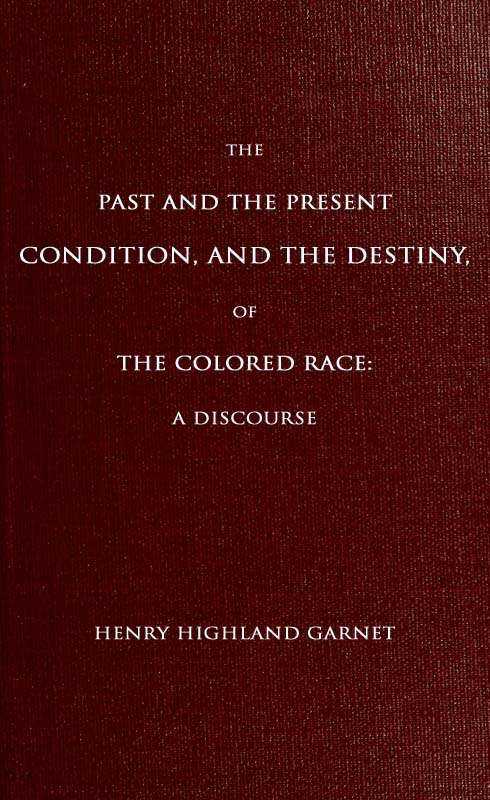 THE
PAST AND THE PRESENT
CONDITION, AND THE DESTINY,
OF
THE COLORED RACE:
A DISCOURSE
HENRY HIGHLAND GARNET